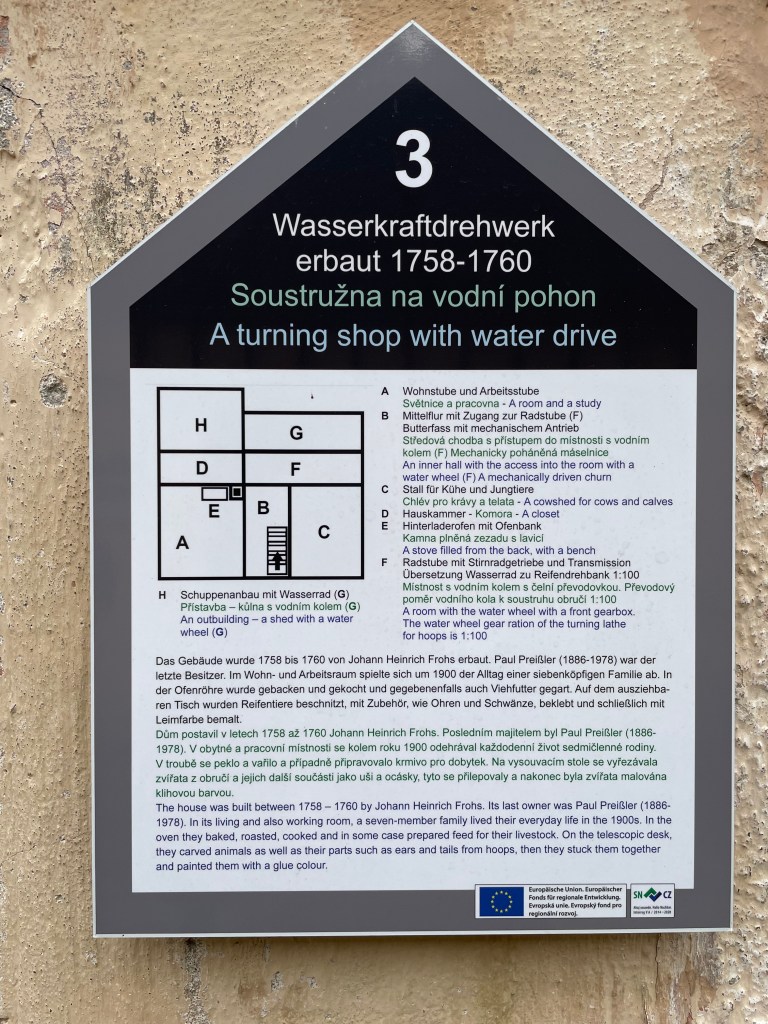 3
Wasserkraftdrehwerk
erbaut 1758-1760
Soustružna na vodní pohon
A turning shop with water drive
H
G
D
F
E
B
A
C
A Wohnstube und Arbeitsstube
Světnice a pracovna - A room and a study
B Mittelflur mit Zugang zur Radstube (F)
Butterfass mit mechanischem Antrieb
Středová chodba s přístupem do místnosti s vodním
kolem (F) Mechanicky poháněná máselnice
An inner hall with the access into the room with a
water wheel (F) A mechanically driven churn
C Stall für Kühe und Jungtiere
Chlév pro krávy a telata - A cowshed for cows and calves
D Hauskammer - Komora - A closet
E Hinterladerofen mit Ofenbank
Kamna plněná zezadu s lavicí
A stove filled from the back, with a bench
F Radstube mit Stirnradgetriebe und Transmission
Übersetzung Wasserrad zu Reifendrehbank 1:100
Místnost s vodním kolem s čelní převodovkou. Převodový
poměr vodního kola k soustruhu obručí 1:100
A room with the water wheel with a front gearbox.
The water wheel gear ration of the turning lathe
for hoops is 1:100
H Schuppenanbau mit Wasserrad (G)
Přístavba – kůlna s vodním kolem (G)
An outbuilding – a shed with a water
wheel (G)
Das Gebäude wurde 1758 bis 1760 von Johann Heinrich Frohs erbaut. Paul Preißler (1886-1978) war der
letzte Besitzer. Im Wohn- und Arbeitsraum spielte sich um 1900 der Alltag einer siebenköpfigen Familie ab. In
der Ofenröhre wurde gebacken und gekocht und gegebenenfalls auch Viehfutter gegart. Auf dem ausziehba-
ren Tisch wurden Reifentiere beschnitzt, mit Zubehör, wie Ohren und Schwänze, beklebt und schließlich mit
Leimfarbe bemalt.
Dům postavil v letech 1758 až 1760 Johann Heinrich Frohs. Posledním majitelem byl Paul Preißler (1886-
1978). V obytné a pracovní místnosti se kolem roku 1900 odehrával každodenní život sedmičlenné rodiny.
V troubě se peklo a vařilo a případně připravovalo krmivo pro dobytek. Na vysouvacím stole se vyřezávala
zvířata z obručí a jejich další součásti jako uši a ocásky, tyto se přilepovaly a nakonec byla zvířata malována
klihovou barvou.
The house was built between 1758 – 1760 by Johann Heinrich Frohs. Its last owner was Paul Preißler (1886-
1978). In its living and also working room, a seven-member family lived their everyday life in the 1900s. In the
oven they baked, roasted, cooked and in some case prepared feed for their livestock. On the telescopic desk,
they carved animals as well as their parts such as ears and tails from hoops, then they stuck them together
and painted them with a glue colour.
Europäische Union. Europäischer
Fonds für regionale Entwicklung.
Evropská unie. Evropský fond pro
regionální rozvoj.
SN CZ